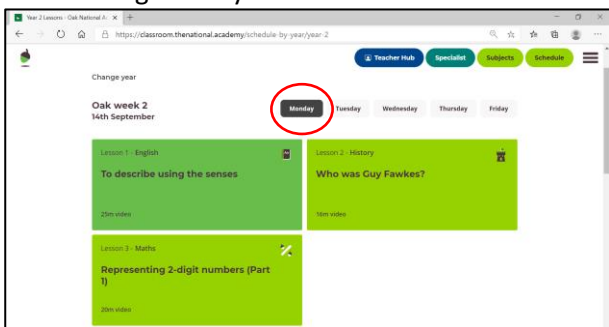 Year 2 Lessons - Oak National A
https://classroom.thenational.academy/schedule-by-year/year-2
Teacher Hub
Specialist
Subjects
Schedule
Change year
Oak week 2
14th September
Monday
Tuesday
Wednesday
Thursday
Friday
Lesson 1 - English
To describe using the senses
25m video
Lesson 2 - History
Who was Guy Fawkes?
Lesson 3 - Maths
Representing 2-digit numbers (Part
1)
20m video